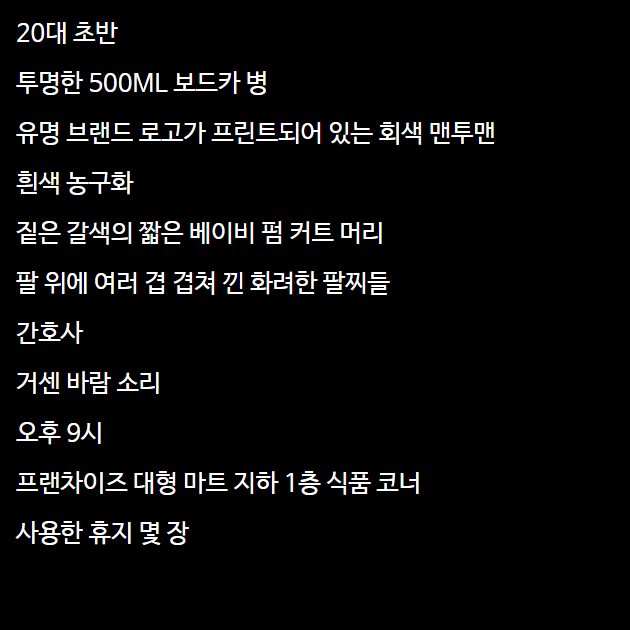 20대 초반
투명한 500ML 보드카 병
유명 브랜드 로고가 프린트되어 있는 회색 맨투맨
흰색 농구화
짙은 갈색의 짧은 베이비 펌 커트 머리
팔 위에 여러 겹 겹쳐 낀 화려한 팔찌들
간호사
거센 바람 소리
오후 9시
프랜차이즈 대형 마트 지하 1층 식품 코너
사용한 휴지 몇 장